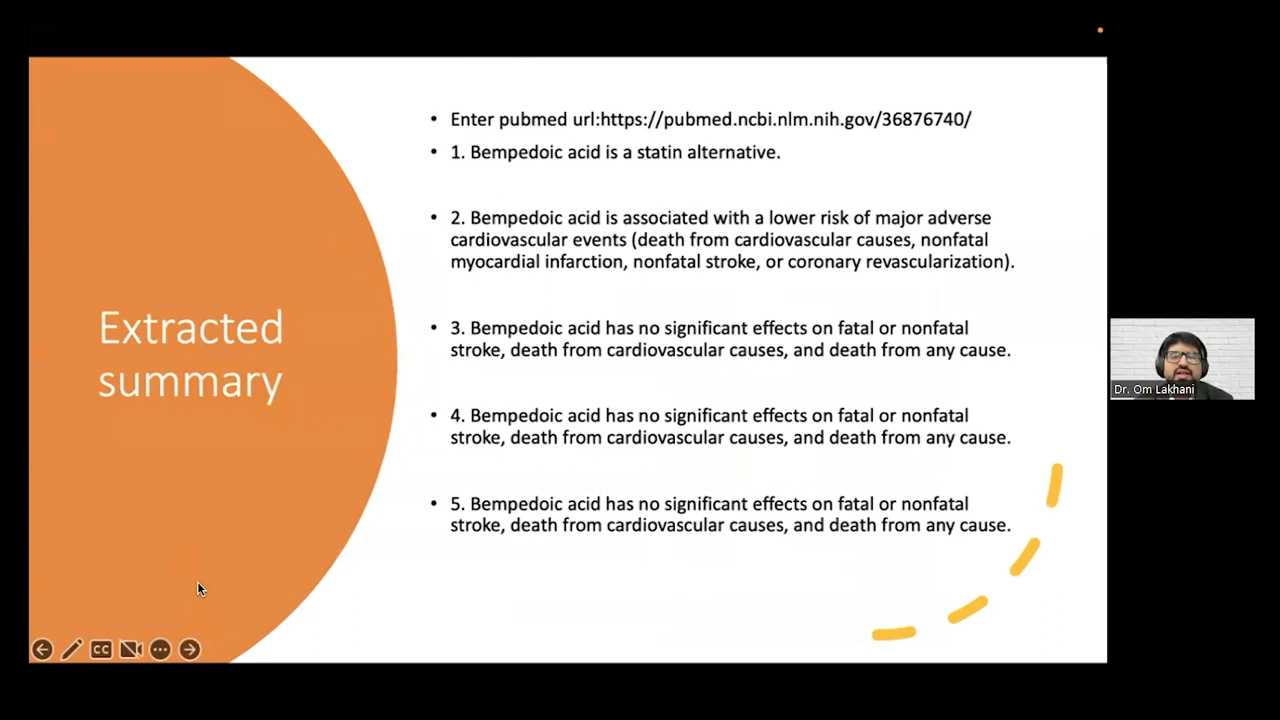 Extracted
summary
• Enter pubmed url:https://pubmed.ncbi.nlm.nih.gov/36876740/
• 1. Bempedoic acid is a statin alternative.
• 2. Bempedoic acid is associated with a lower risk of major adverse
cardiovascular events (death from cardiovascular causes, nonfatal
myocardial infarction, nonfatal stroke, or coronary revascularization).
• 3. Bempedoic acid has no significant effects on fatal or nonfatal
stroke, death from cardiovascular causes, and death from any cause.
• 4. Bempedoic acid has no significant effects on fatal or nonfatal
stroke, death from cardiovascular causes, and death from any cause.
• 5. Bempedoic acid has no significant effects on fatal or nonfatal
stroke, death from cardiovascular causes, and death from any cause.
CC
Dr. Om Lakhani